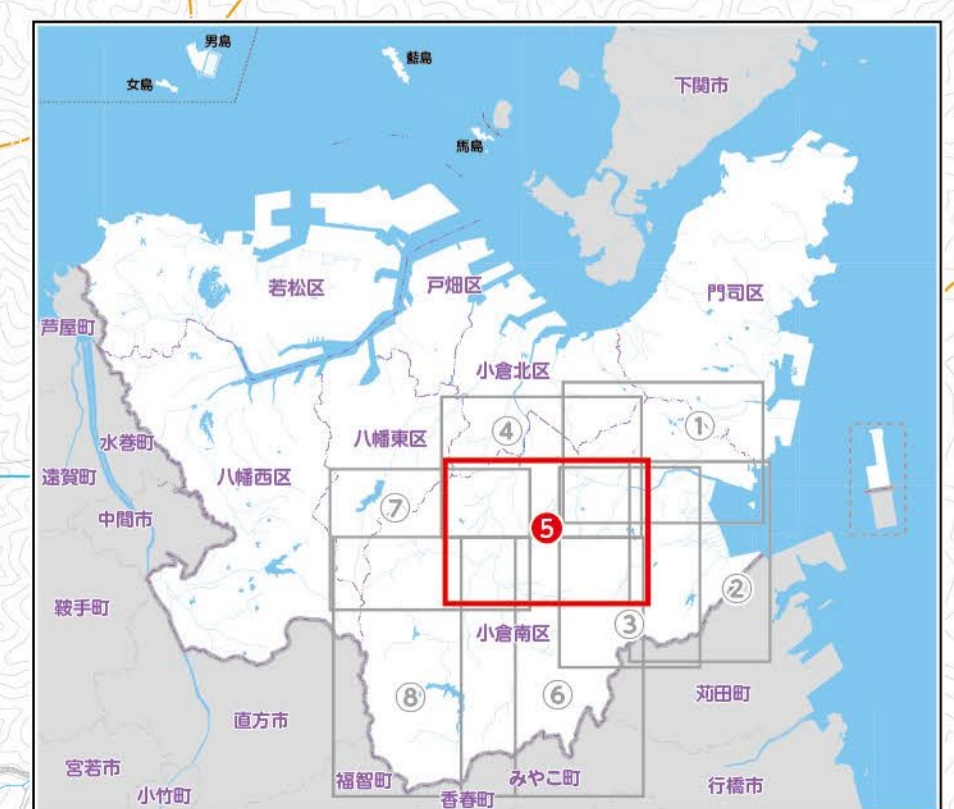 男島
藍島
女島
下関市
馬島
若松区
戸畑区
門司区
芦屋町
小倉北区
①
④
水巻町
八幡東区
遠賀町
八幡西区
⑦
中間市
❺
②
鞍手町
小倉南区
③
⑧
⑥
苅田町
直方市
宮若市
福智町
みやこ町
行橋市
小竹町
香春町